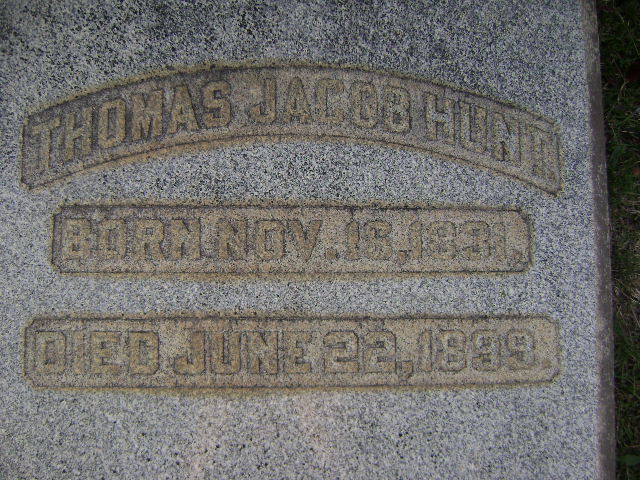 THOMAS JACOB HUNT.
BORN NOV. 16, 1831.
DIED JUNE 22, 1899.